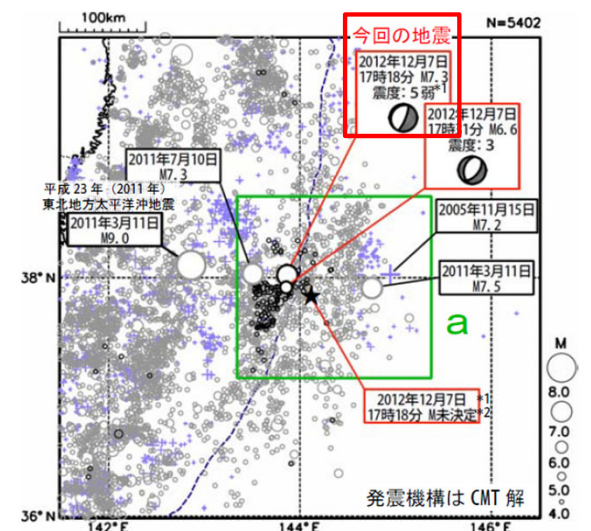 100km
N=5402
今回の地震
2012年12月7日
17時18分 M7.3
震度:5弱*1
2012年12月7日
17時31分 M6.6
震度:3
2011年7月10日
M7.3
平成23年(2011年)
東北地方太平洋沖地震
2011年3月11日
M9.0
2005年11月15日
M7.2
2011年3月11日
M7.5
38°N
a
2012年12月7日 *1
17時18分 M未決定*2
M
8.0
7.0
6.0
5.0
4.0
発震機構はCMT解
36°N
142°E
144°E
146°E